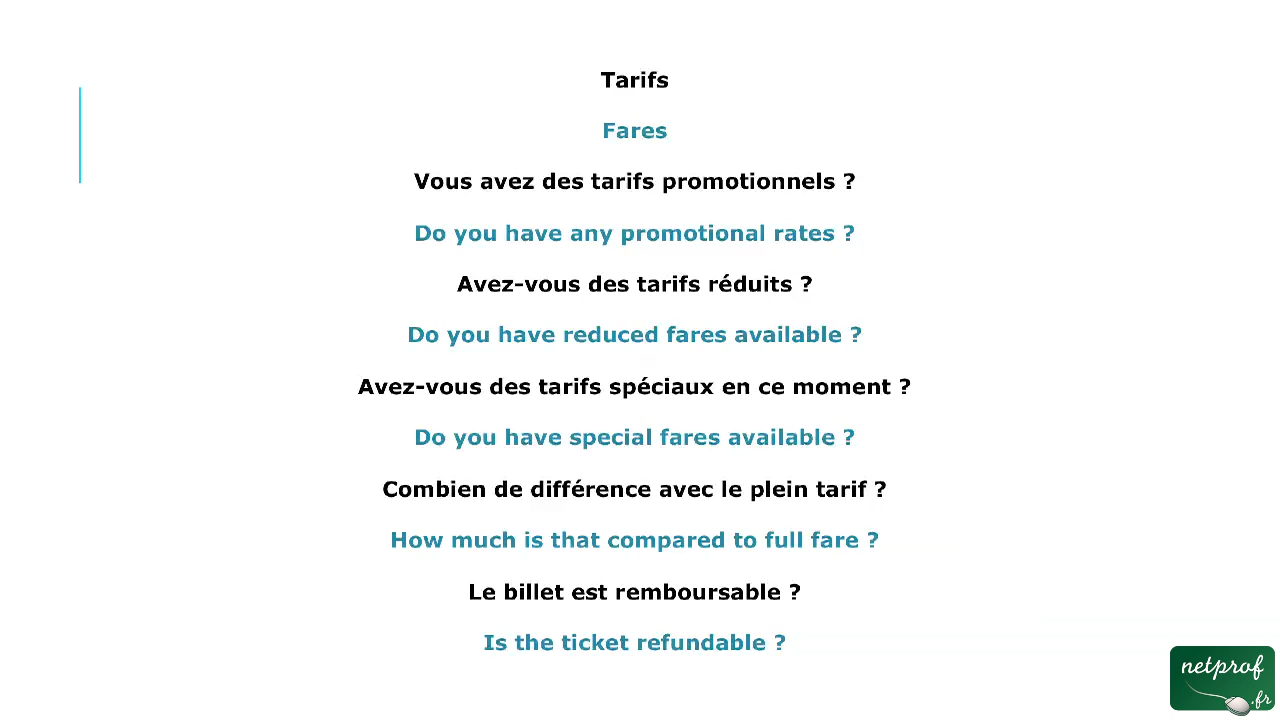 Tarifs
Fares
Vous avez des tarifs promotionnels ?
Do you have any promotional rates ?
Avez-vous des tarifs réduits ?
Do you have reduced fares available ?
Avez-vous des tarifs spéciaux en ce moment ?
Do you have special fares available ?
Combien de différence avec le plein tarif ?
How much is that compared to full fare ?
Le billet est remboursable ?
Is the ticket refundable ?
netprof
.fr